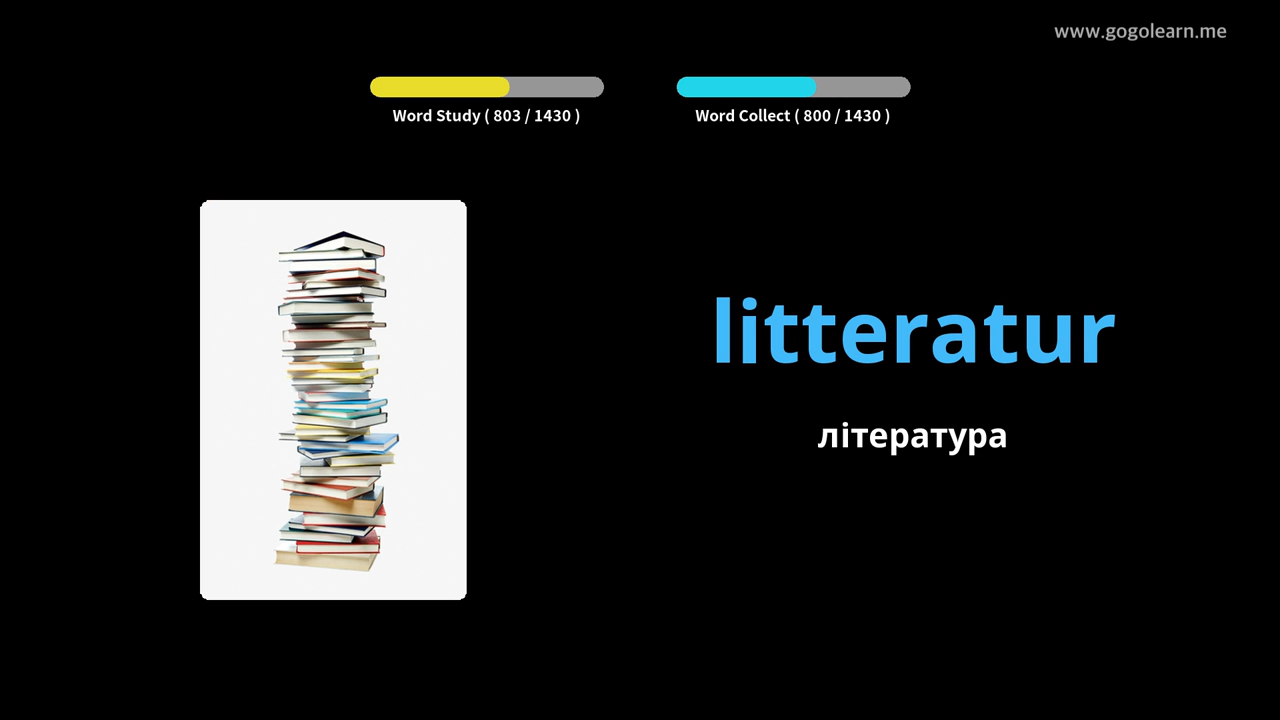 www.gogolearn.me
Word Study ( 803 / 1430 )
Word Collect ( 800 / 1430 )
litteratur
література